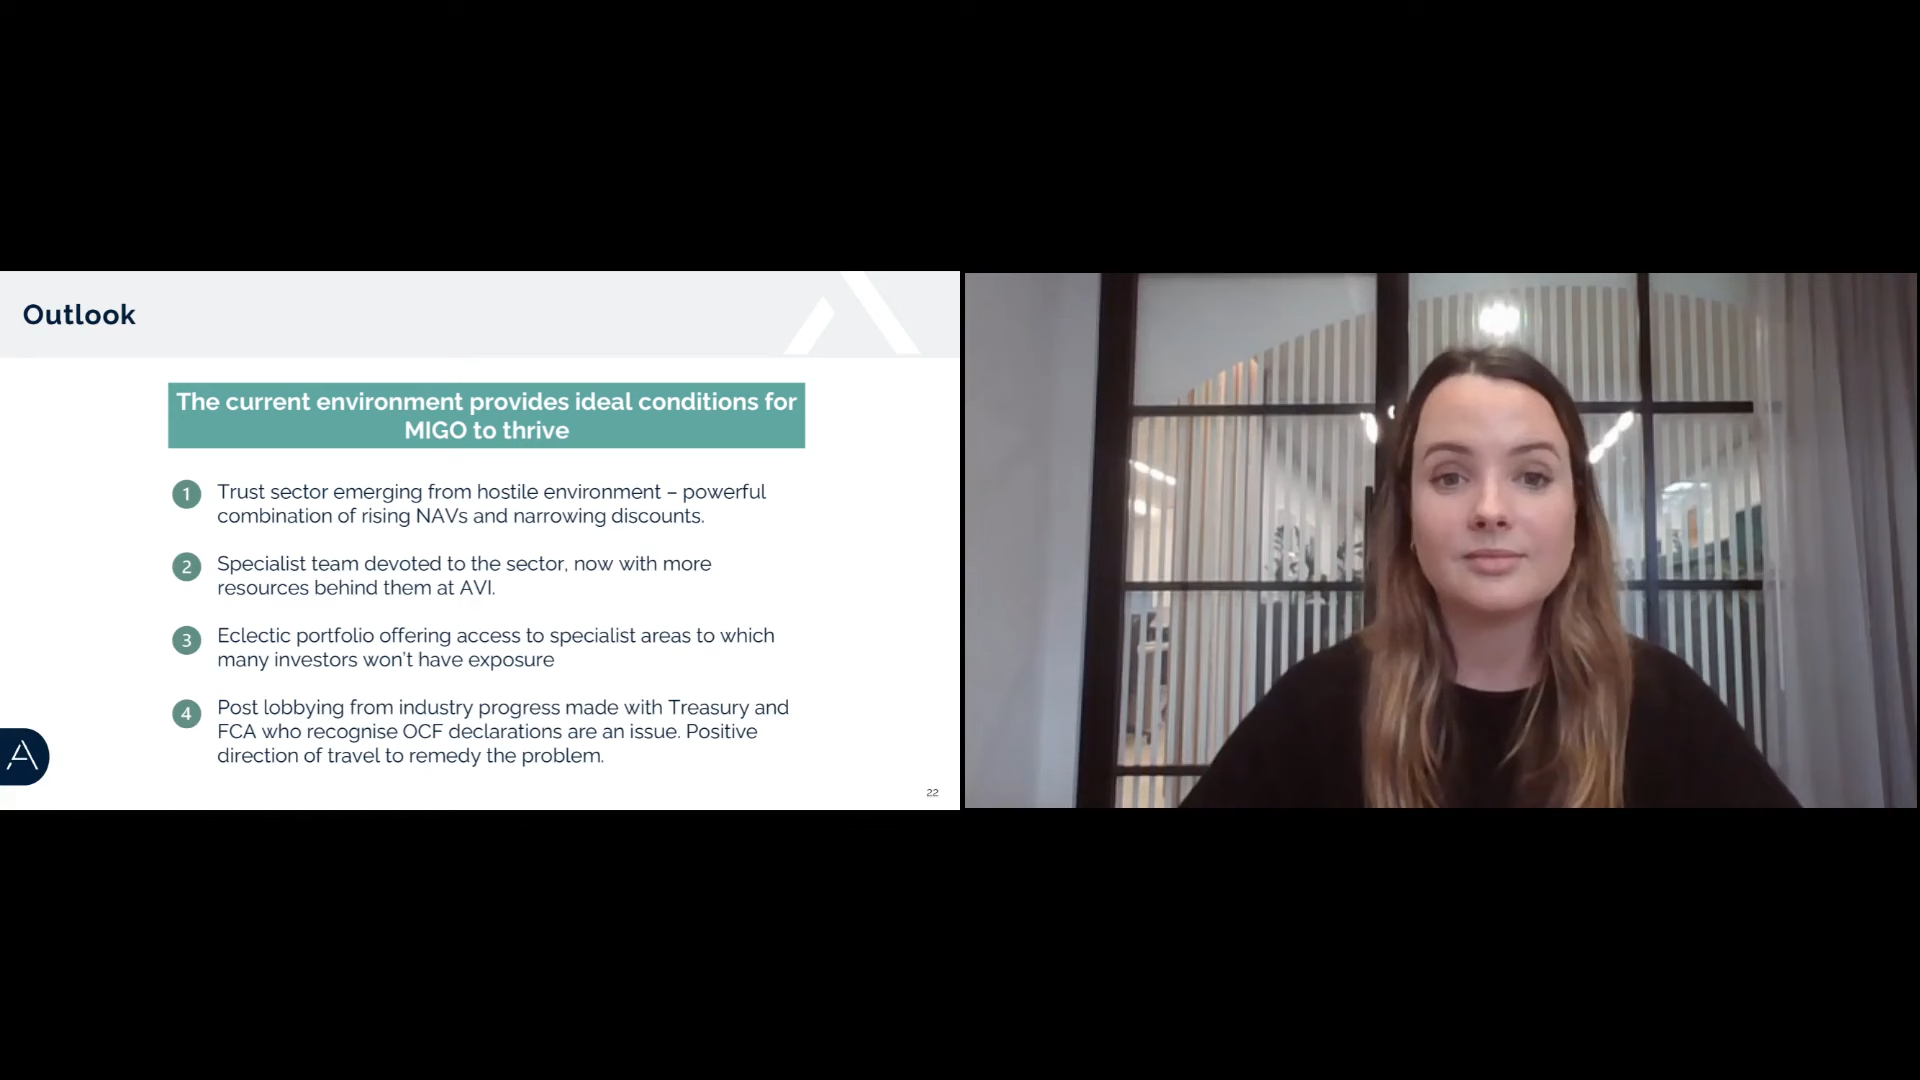 Outlook
The current environment provides ideal conditions for
MIGO to thrive
1 Trust sector emerging from hostile environment – powerful
combination of rising NAVs and narrowing discounts.
2 Specialist team devoted to the sector, now with more
resources behind them at AVI.
3 Eclectic portfolio offering access to specialist areas to which
many investors won't have exposure
4 Post lobbying from industry progress made with Treasury and
FCA who recognise OCF declarations are an issue. Positive
direction of travel to remedy the problem.
22